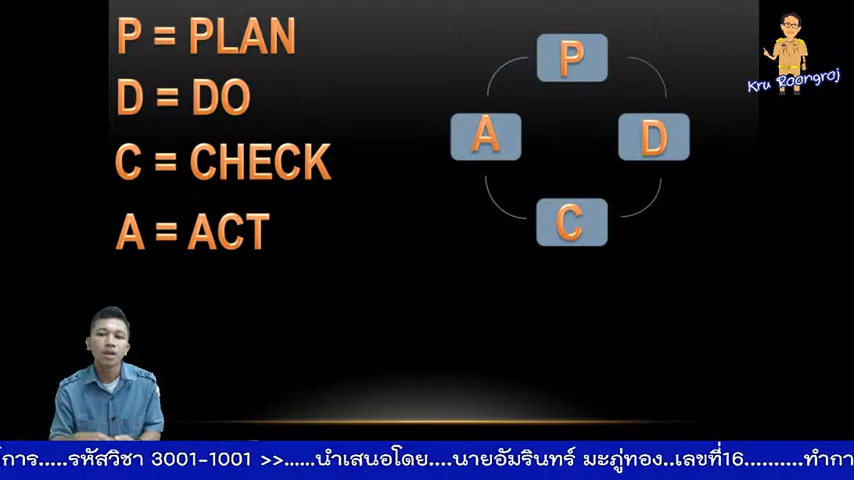 P = PLAN
D = DO
C = CHECK
A = ACT
P
A
D
C
Kru Roongroj
การ.....รหัสวิชา 3001-1001 >>......นำเสนอโดย....นายอัมรินทร์ มะภู่ทอง..เลขที่16..........ทำกา